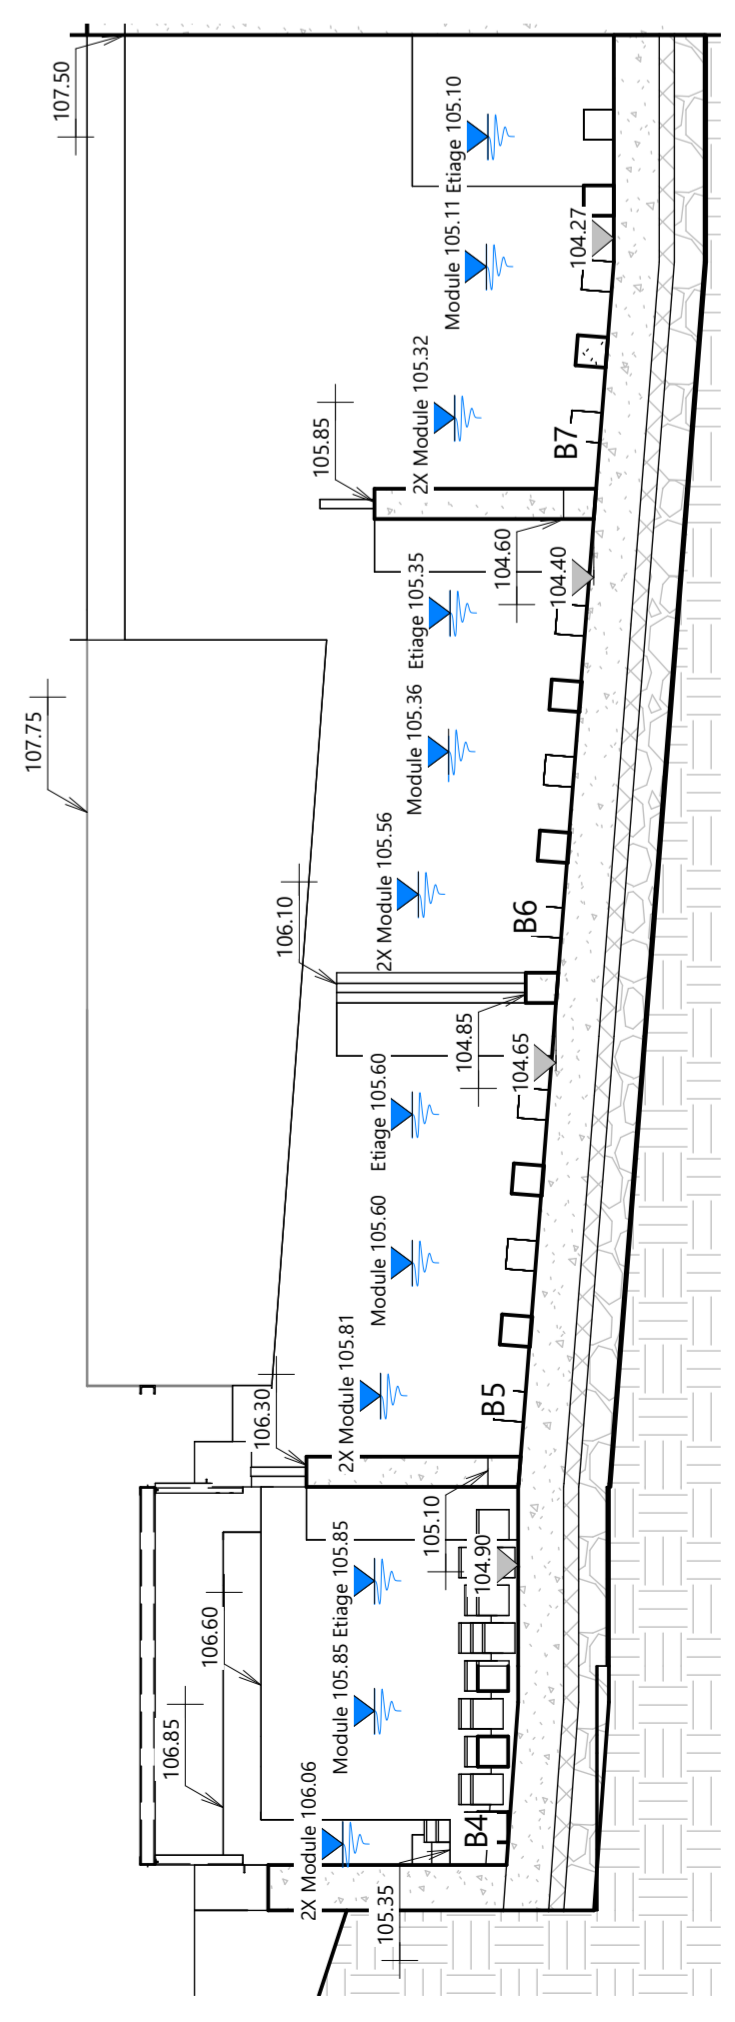 107.50
Module 105.11 Etiage 105.10
104.27
2X Module 105.32
105.85
B7
104.60
104.40
Etiage 105.35
Module 105.36
107.75
2X Module 105.56
106.10
B6
104.85
104.65
Etiage 105.60
Module 105.60
2X Module 105.81
106.30
B5
105.10
104.90
Module 105.85 Etiage 105.85
106.60
106.85
2X Module 106.06
B4
105.35